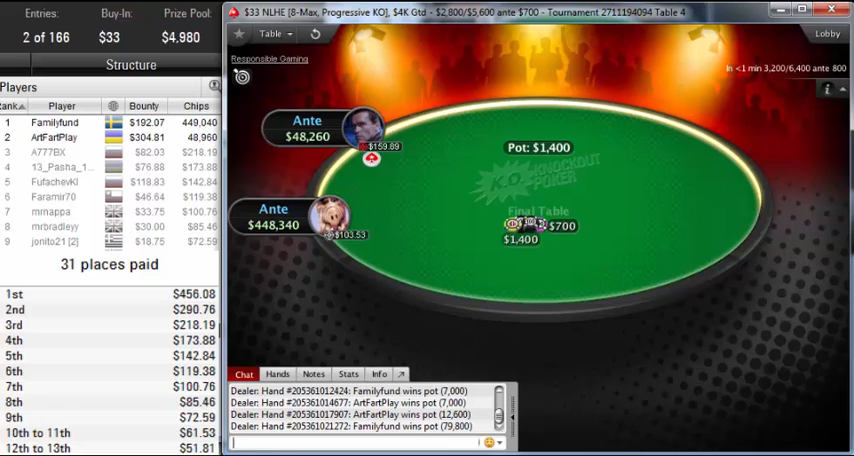 Entries: Buy-In: Prize Pool:
2 of 166 $33 $4,980
Structure
Players
Rank Player Bounty Chips
1 Familyfund $192.07 449,040
2 ArtFartPlay $304.81 48,960
3 A777BX $82.03 $218.19
4 13_Pasha_1... $76.88 $173.88
5 FufachevKI $118.83 $142.84
6 Faramir70 $46.64 $119.38
7 mrmappa $33.75 $100.76
8 mrbradleyy $30.00 $85.46
9 jonito21 [2] $18.75 $72.59
31 places paid
1st $456.08
2nd $290.76
3rd $218.19
4th $173.88
5th $142.84
6th $119.38
7th $100.76
8th $85.46
9th $72.59
10th to 11th $61.53
12th to 13th $51.81
$33 NLHE [8-Max, Progressive KO], $4K Gtd - $2,800/$5,600 ante $700 - Tournament 2711194094 Table 4
Table Lobby
Responsible Gaming
In <1 min 3,200/6,400 ante 800
i
Ante
$48,260
$159.89
Ante
$448,340
$103.53
Pot: $1,400
K.O. KNOCKOUT
POKER
Final Table
$700
$1,400
Chat Hands Notes Stats Info
Dealer: Hand #205361012424: Familyfund wins pot (7,000)
Dealer: Hand #205361014677: ArtFartPlay wins pot (7,000)
Dealer: Hand #205361017907: ArtFartPlay wins pot (12,600)
Dealer: Hand #205361021272: Familyfund wins pot (79,800)